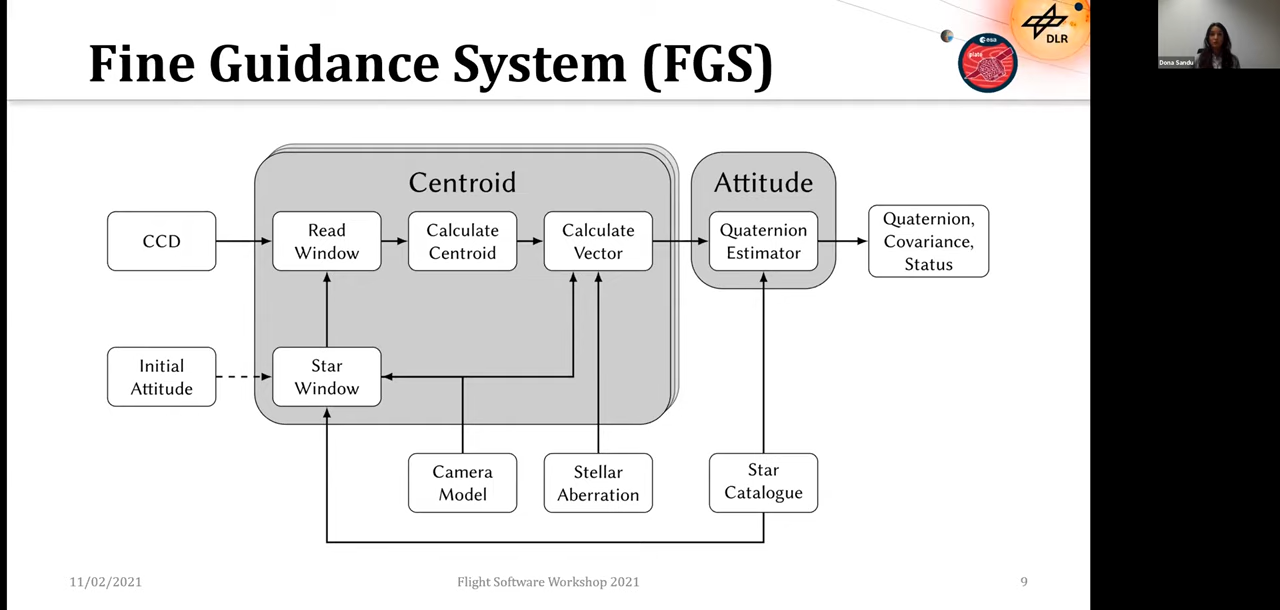 Fine Guidance System (FGS)
esa
plato
DLR
Dona Sandu
Centroid
Attitude
CCD
Read
Window
Calculate
Centroid
Calculate
Vector
Quaternion
Estimator
Quaternion,
Covariance,
Status
Initial
Attitude
Star
Window
Camera
Model
Stellar
Aberration
Star
Catalogue
11/02/2021
Flight Software Workshop 2021
9